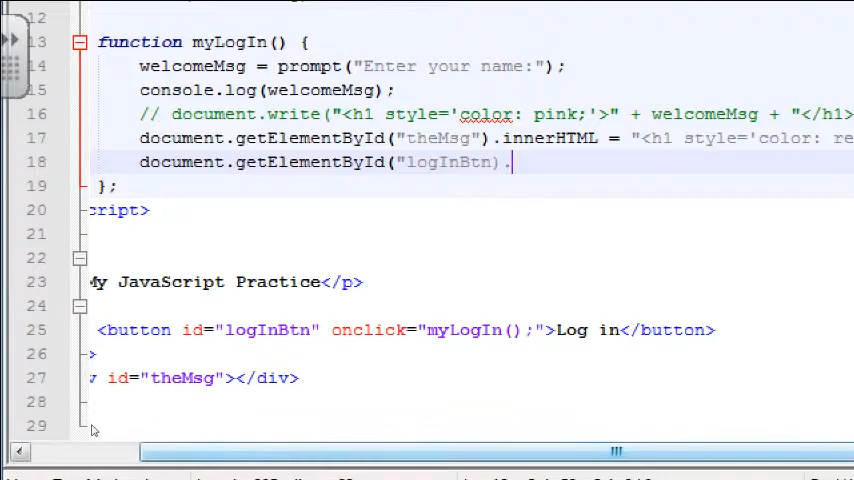 12
13 function myLogIn() {
14 welcomeMsg = prompt("Enter your name:");
15 console.log(welcomeMsg);
16 // document.write("<h1 style='color: pink;'>" + welcomeMsg + "</h1>
17 document.getElementById("theMsg").innerHTML = "<h1 style='color: re
18 document.getElementById("logInBtn).
19 };
20 cript>
21
22
23 My JavaScript Practice</p>
24
25 <button id="logInBtn" onclick="myLogIn();">Log in</button>
26 >
27 v id="theMsg"></div>
28
29